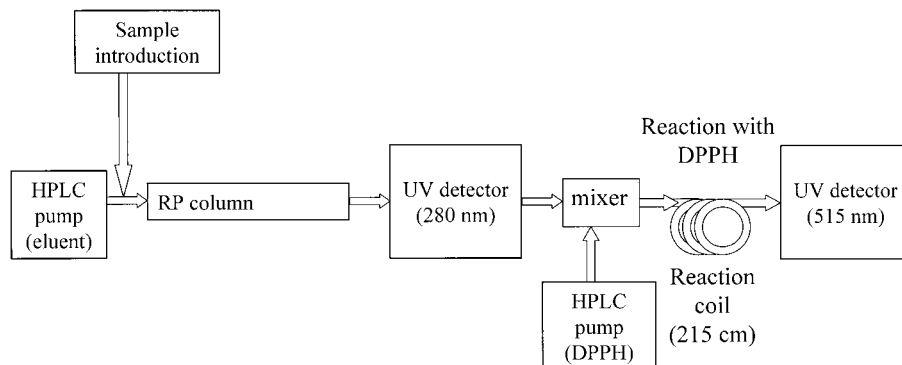 Sample
introduction
HPLC
pump
(eluent)
RP column
UV detector
(280 nm)
mixer
HPLC
pump
(DPPH)
Reaction with
DPPH
Reaction
coil
(215 cm)
UV detector
(515 nm)